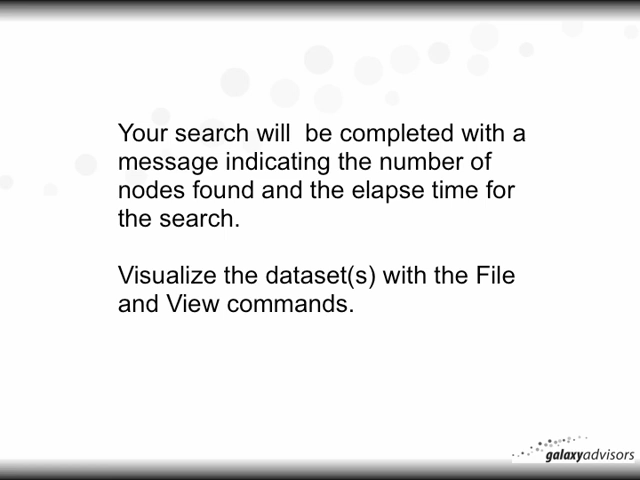 Your search will  be completed with a
message indicating the number of
nodes found and the elapse time for
the search.
Visualize the dataset(s) with the File
and View commands.
galaxyadvisors